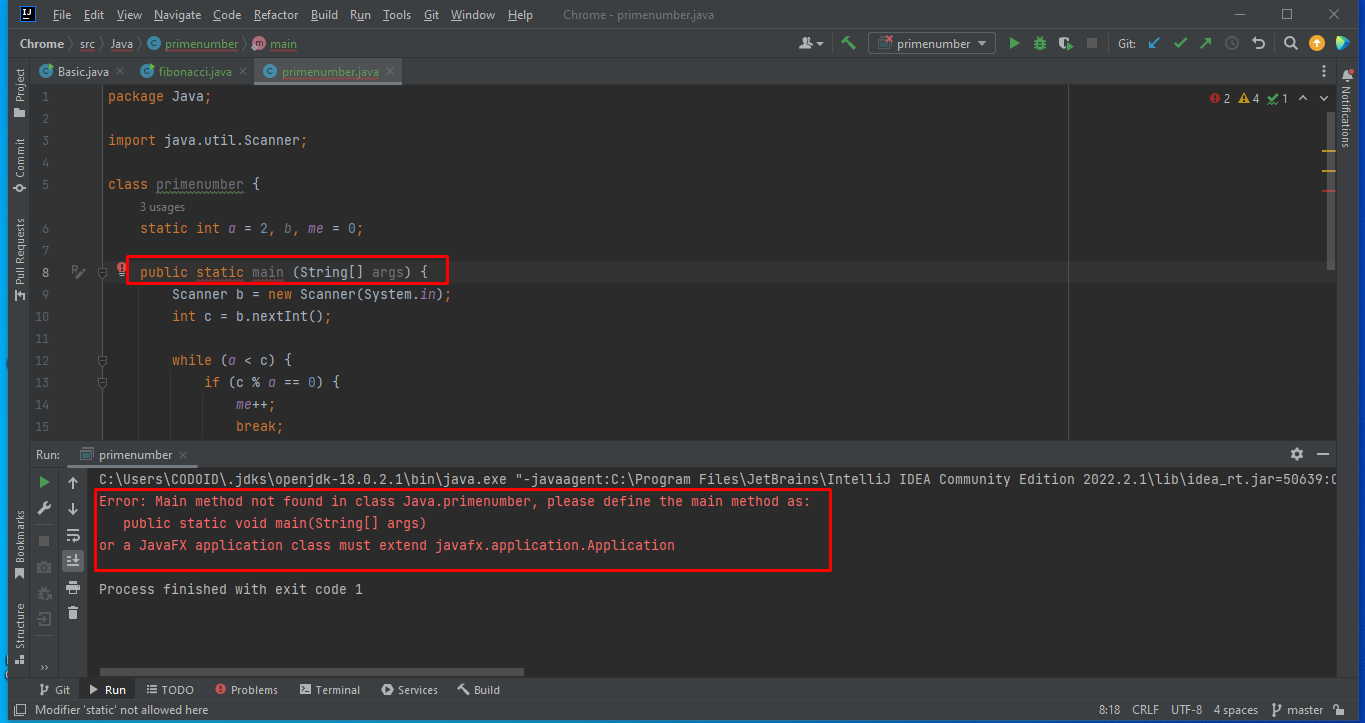 File Edit View Navigate Code Refactor Build Run Tools Git Window Help Chrome - primenumber.java
Chrome src Java primenumber main primenumber Git:
Basic.java fibonacci.java primenumber.java
Project
Commit
Pull Requests
Bookmarks
Structure
Notifications
2 4 1
1 package Java;
2
3 import java.util.Scanner;
4
5 class primenumber {
3 usages
6 static int a = 2, b, me = 0;
7
8 public static main (String[] args) {
9 Scanner b = new Scanner(System.in);
10 int c = b.nextInt();
11
12 while (a < c) {
13 if (c % a == 0) {
14 me++;
15 break;
Run: primenumber
C:\Users\CODOID\.jdks\openjdk-18.0.2.1\bin\java.exe "-javaagent:C:\Program Files\JetBrains\IntelliJ IDEA Community Edition 2022.2.1\lib\idea_rt.jar=50639:C
Error: Main method not found in class Java.primenumber, please define the main method as:
public static void main(String[] args)
or a JavaFX application class must extend javafx.application.Application
Process finished with exit code 1
Git Run TODO Problems Terminal Services Build
Modifier 'static' not allowed here 8:18 CRLF UTF-8 4 spaces master